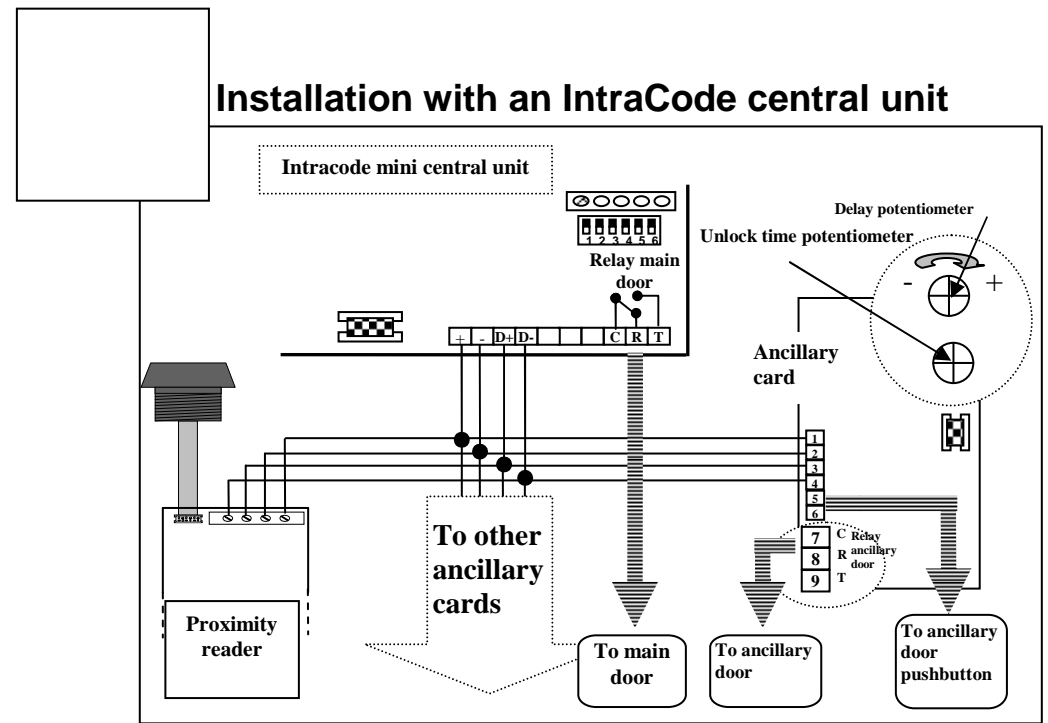 Installation with an IntraCode central unit
Intracode mini central unit
1 2 3 4 5 6
Relay main
door
+ - D+ D- C R T
Delay potentiometer
Unlock time potentiometer
- +
Ancillary
card
1
2
3
4
5
6
7 C
8 R
9 T
Relay
ancillary
door
To other
ancillary
cards
Proximity
reader
To main
door
To ancillary
door
To ancillary
door
pushbutton